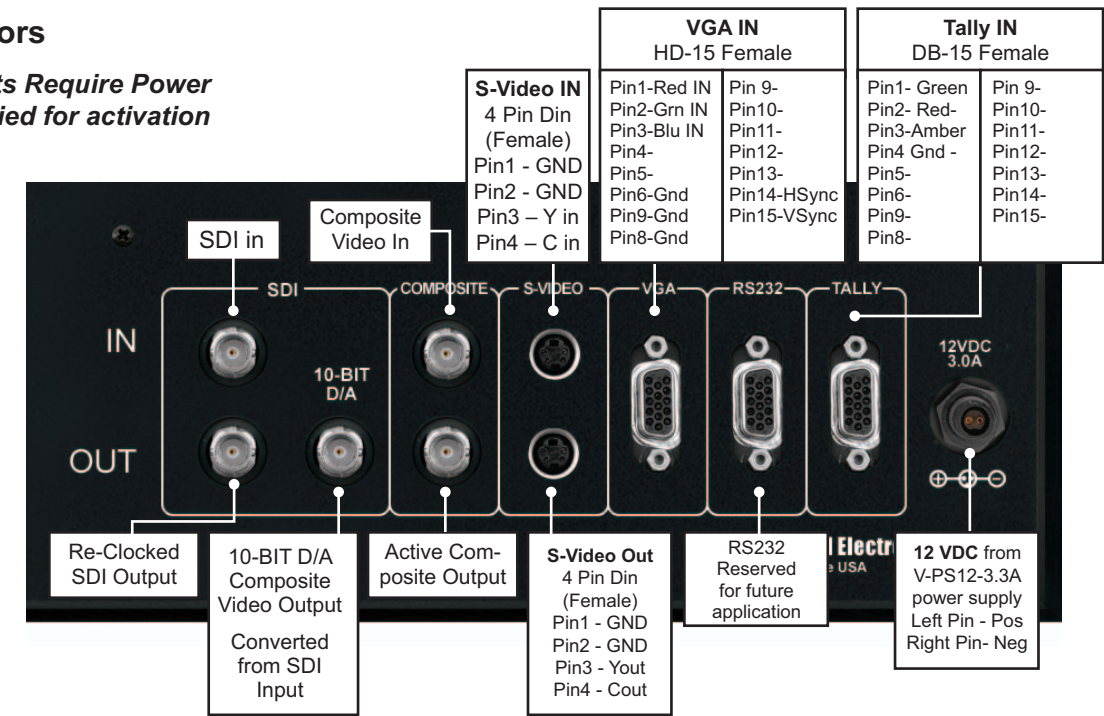 ors
ts Require Power
ied for activation
VGA IN
HD-15 Female
Pin1-Red IN
Pin2-Grn IN
Pin3-Blu IN
Pin4-
Pin5-
Pin6-Gnd
Pin9-Gnd
Pin8-Gnd
Pin 9-
Pin10-
Pin11-
Pin12-
Pin13-
Pin14-HSync
Pin15-VSync
Tally IN
DB-15 Female
Pin1- Green
Pin2- Red-
Pin3-Amber
Pin4 Gnd -
Pin5-
Pin6-
Pin9-
Pin8-
Pin 9-
Pin10-
Pin11-
Pin12-
Pin13-
Pin14-
Pin15-
S-Video IN
4 Pin Din
(Female)
Pin1 - GND
Pin2 - GND
Pin3 – Y in
Pin4 – C in
SDI in
Composite
Video In
SDI
COMPOSITE
S-VIDEO
VGA
RS232
TALLY
IN
10-BIT
D/A
12VDC
3.0A
OUT
Re-Clocked
SDI Output
10-BIT D/A
Composite
Video Output
Converted
from SDI
Input
Active Com-
posite Output
S-Video Out
4 Pin Din
(Female)
Pin1 - GND
Pin2 - GND
Pin3 - Yout
Pin4 - Cout
RS232
Reserved
for future
application
l Electr
e USA
12 VDC from
V-PS12-3.3A
power supply
Left Pin - Pos
Right Pin- Neg